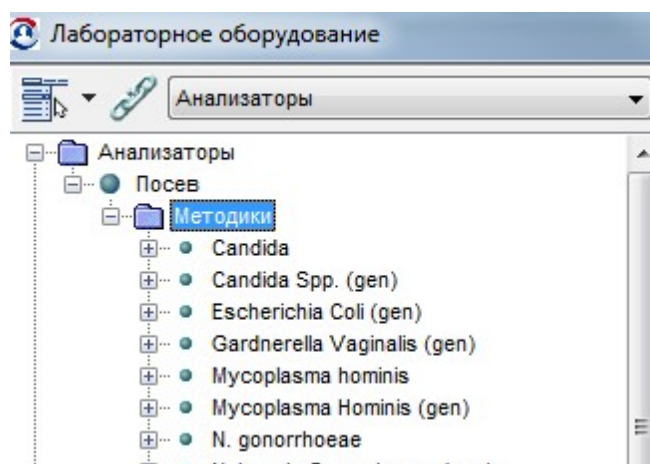 Лабораторное оборудование
Анализаторы
Анализаторы
Посев
Методики
Candida
Candida Spp. (gen)
Escherichia Coli (gen)
Gardnerella Vaginalis (gen)
Mycoplasma hominis
Mycoplasma Hominis (gen)
N. gonorrhoeae